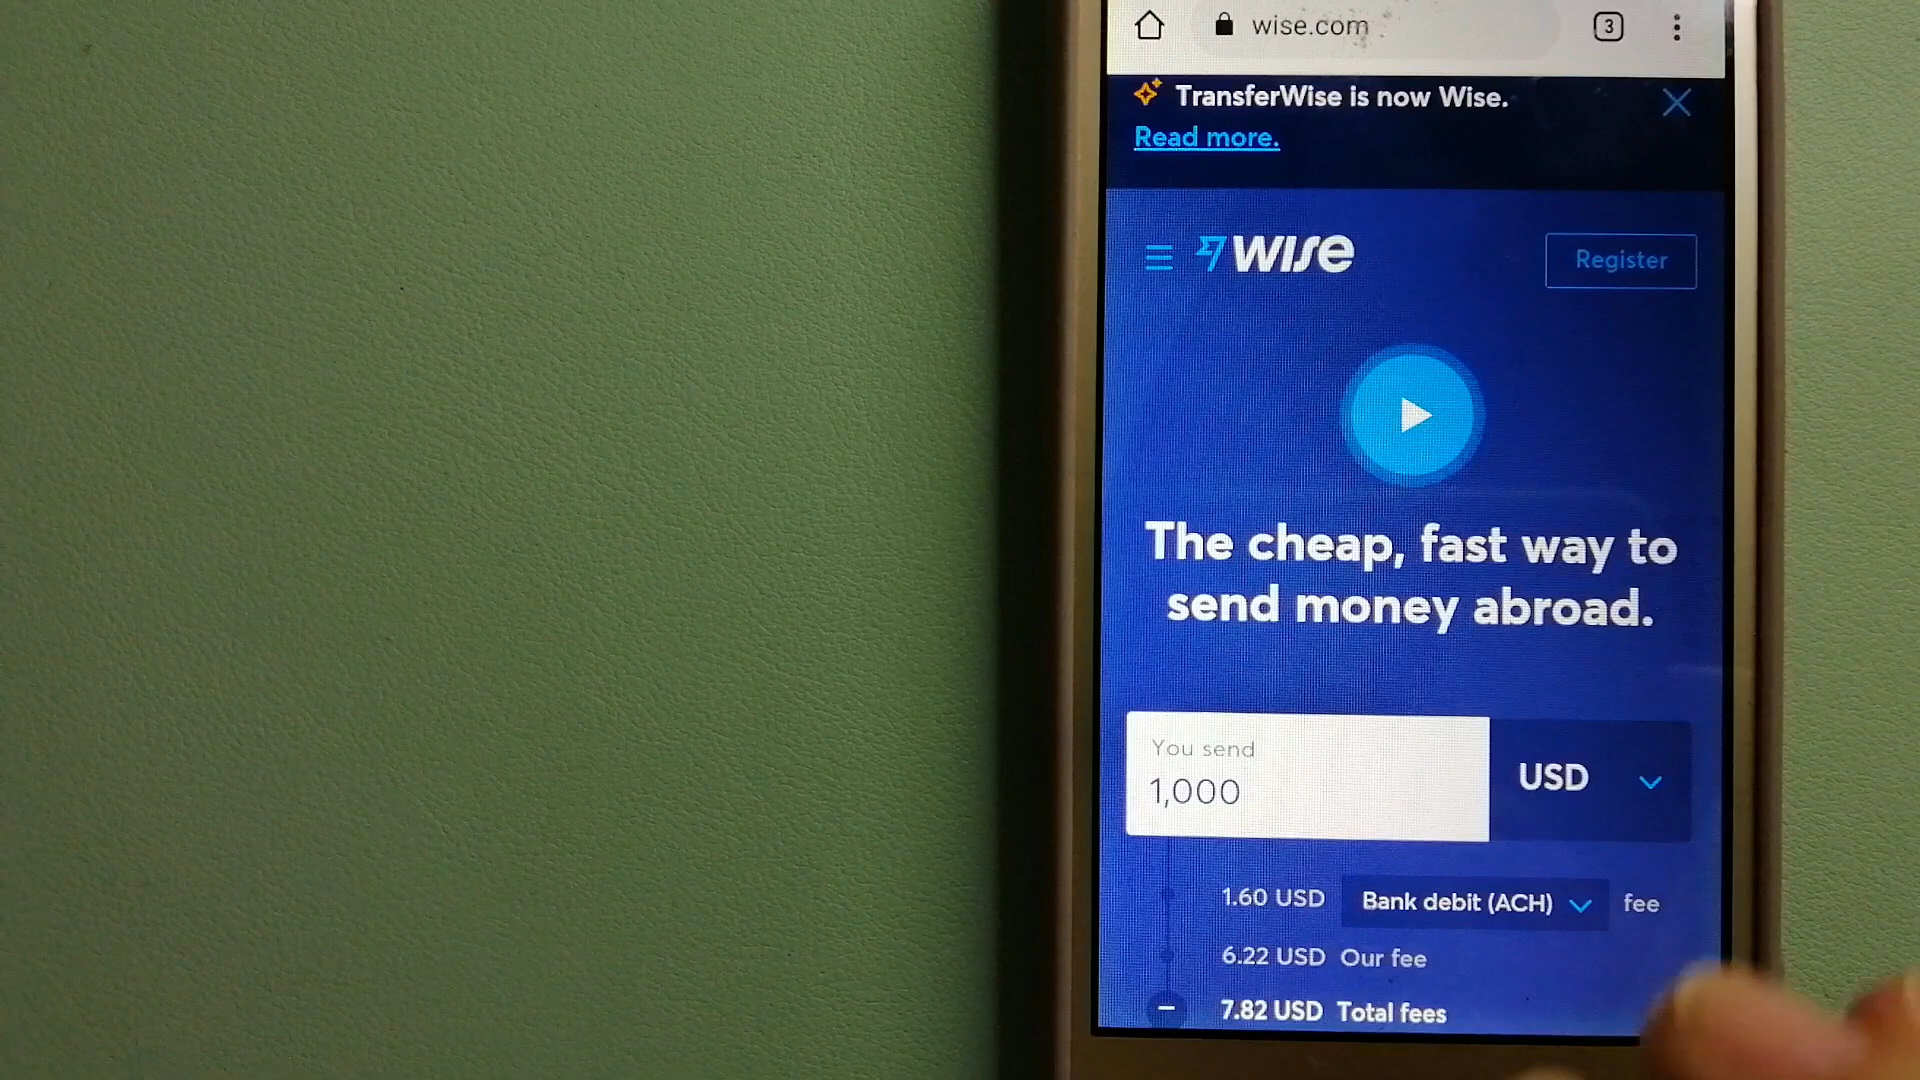 wise.com
3
TransferWise is now Wise.
Read more.
wise
Register
The cheap, fast way to
send money abroad.
You send
1,000
USD
1.60 USD Bank debit (ACH) fee
6.22 USD Our fee
7.82 USD Total fees